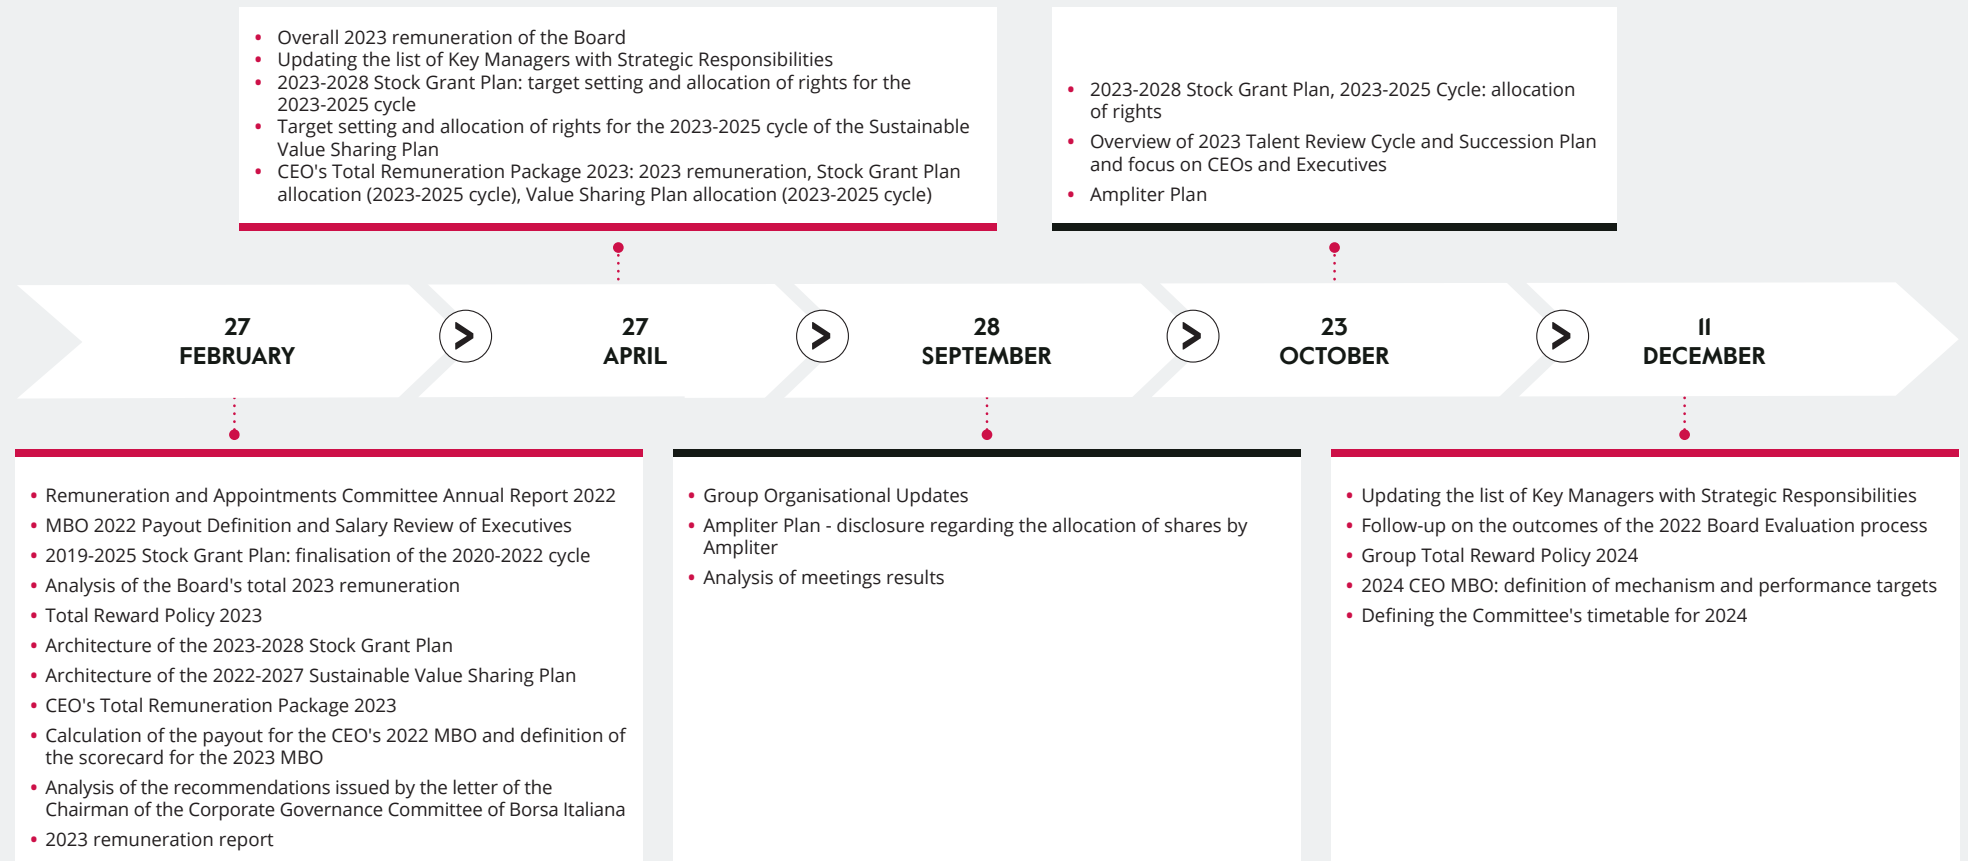 • Overall 2023 remuneration of the Board
• Updating the list of Key Managers with Strategic Responsibilities
• 2023-2028 Stock Grant Plan: target setting and allocation of rights for the
2023-2025 cycle
• Target setting and allocation of rights for the 2023-2025 cycle of the Sustainable
Value Sharing Plan
• CEO's Total Remuneration Package 2023: 2023 remuneration, Stock Grant Plan
allocation (2023-2025 cycle), Value Sharing Plan allocation (2023-2025 cycle)
• 2023-2028 Stock Grant Plan, 2023-2025 Cycle: allocation
of rights
• Overview of 2023 Talent Review Cycle and Succession Plan
and focus on CEOs and Executives
• Ampliter Plan
27
FEBRUARY
>
27
APRIL
>
28
SEPTEMBER
>
23
OCTOBER
>
11
DECEMBER
• Remuneration and Appointments Committee Annual Report 2022
• MBO 2022 Payout Definition and Salary Review of Executives
• 2019-2025 Stock Grant Plan: finalisation of the 2020-2022 cycle
• Analysis of the Board's total 2023 remuneration
• Total Reward Policy 2023
• Architecture of the 2023-2028 Stock Grant Plan
• Architecture of the 2022-2027 Sustainable Value Sharing Plan
• CEO's Total Remuneration Package 2023
• Calculation of the payout for the CEO's 2022 MBO and definition of
the scorecard for the 2023 MBO
• Analysis of the recommendations issued by the letter of the
Chairman of the Corporate Governance Committee of Borsa Italiana
• 2023 remuneration report
• Group Organisational Updates
• Ampliter Plan - disclosure regarding the allocation of shares by
Ampliter
• Analysis of meetings results
• Updating the list of Key Managers with Strategic Responsibilities
• Follow-up on the outcomes of the 2022 Board Evaluation process
• Group Total Reward Policy 2024
• 2024 CEO MBO: definition of mechanism and performance targets
• Defining the Committee's timetable for 2024